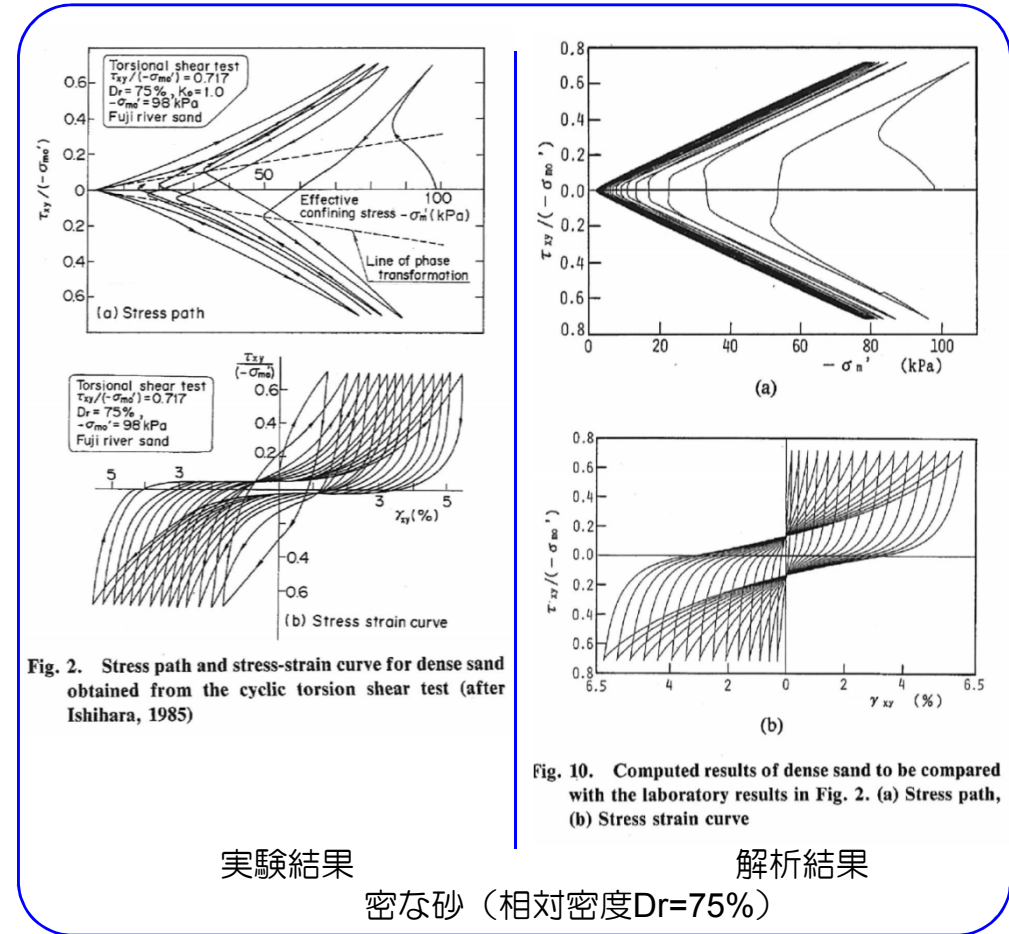 0.6
0.4
0.2
0
0.2
0.4
0.6
τxy/(-σmo')
Torsional shear test
τxy/(-σmo')=0.717
Dr=75%, Ko=1.0
-σmo'=98 kPa
Fuji river sand
50
100
Effective
confining stress -σm'(kPa)
Line of phase
transformation
(a) Stress path
τxy
(-σmo')
Torsional shear test
τxy/(-σmo')=0.717
Dr=75%,
-σmo'=98 kPa
Fuji river sand
0.6
0.4
0.2
5
3
3
5
γxy(%)
0.4
0.6
(b) Stress strain curve
Fig. 2. Stress path and stress-strain curve for dense sand
obtained from the cyclic torsion shear test (after
Ishihara, 1985)
0.8
0.6
0.4
0.2
0.0
0.2
0.4
0.6
0.8
τxy/(-σmo')
0
20
40
60
80
100
-σm' (kPa)
(a)
0.8
0.6
0.4
0.2
0.0
0.2
0.4
0.6
0.8
τxy/(-σmo')
6.5
4
2
0
2
4
6.5
γxy (%)
(b)
Fig. 10. Computed results of dense sand to be compared
with the laboratory results in Fig. 2. (a) Stress path,
(b) Stress strain curve
実験結果
解析結果
密な砂（相対密度Dr=75%）